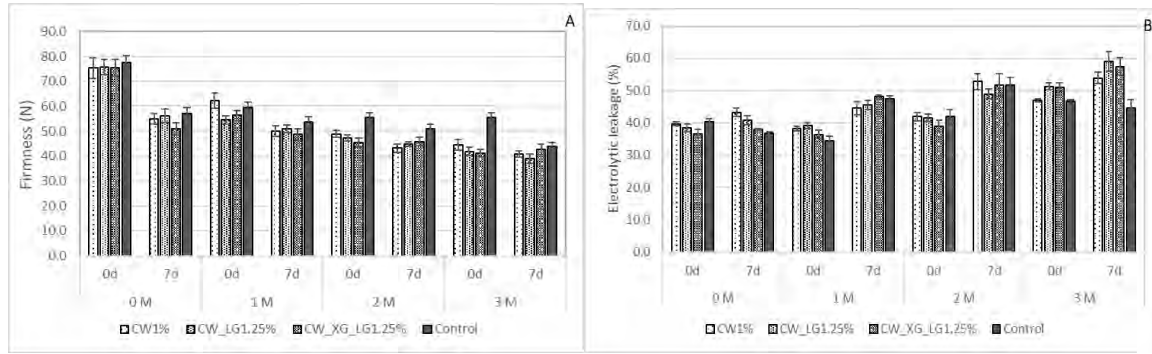 A
Firmness (N)
90.0
80.0
70.0
60.0
50.0
40.0
30.0
20.0
10.0
0.0
0d 7d 0d 7d 0d 7d 0d 7d
0 M 1 M 2 M 3 M
CW1% CW_LG1.25% CW_XG_LG1.25% Control
B
Electrolytic leakage (%)
70.0
60.0
50.0
40.0
30.0
20.0
10.0
0.0
0d 7d 0d 7d 0d 7d 0d 7d
0 M 1 M 2 M 3 M
CW1% CW_LG1.25% CW_XG_LG1.25% Control